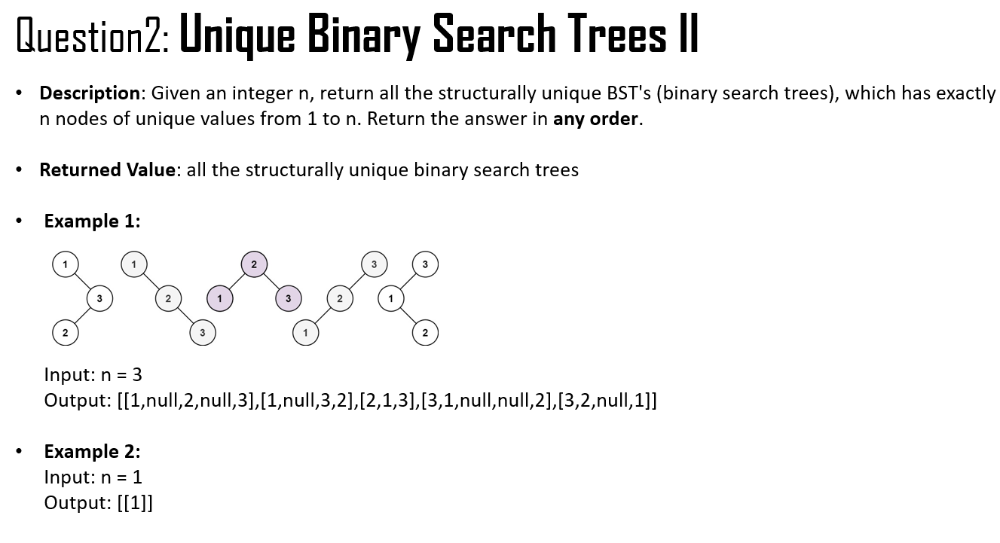 Question2: Unique Binary Search Trees II
• Description: Given an integer n, return all the structurally unique BST's (binary search trees), which has exactly
n nodes of unique values from 1 to n. Return the answer in any order.
• Returned Value: all the structurally unique binary search trees
• Example 1:
1 1 2 3 3
3 2 1 3 2 1
2 3 1 2
Input: n = 3
Output: [[1,null,2,null,3],[1,null,3,2],[2,1,3],[3,1,null,null,2],[3,2,null,1]]
• Example 2:
Input: n = 1
Output: [[1]]